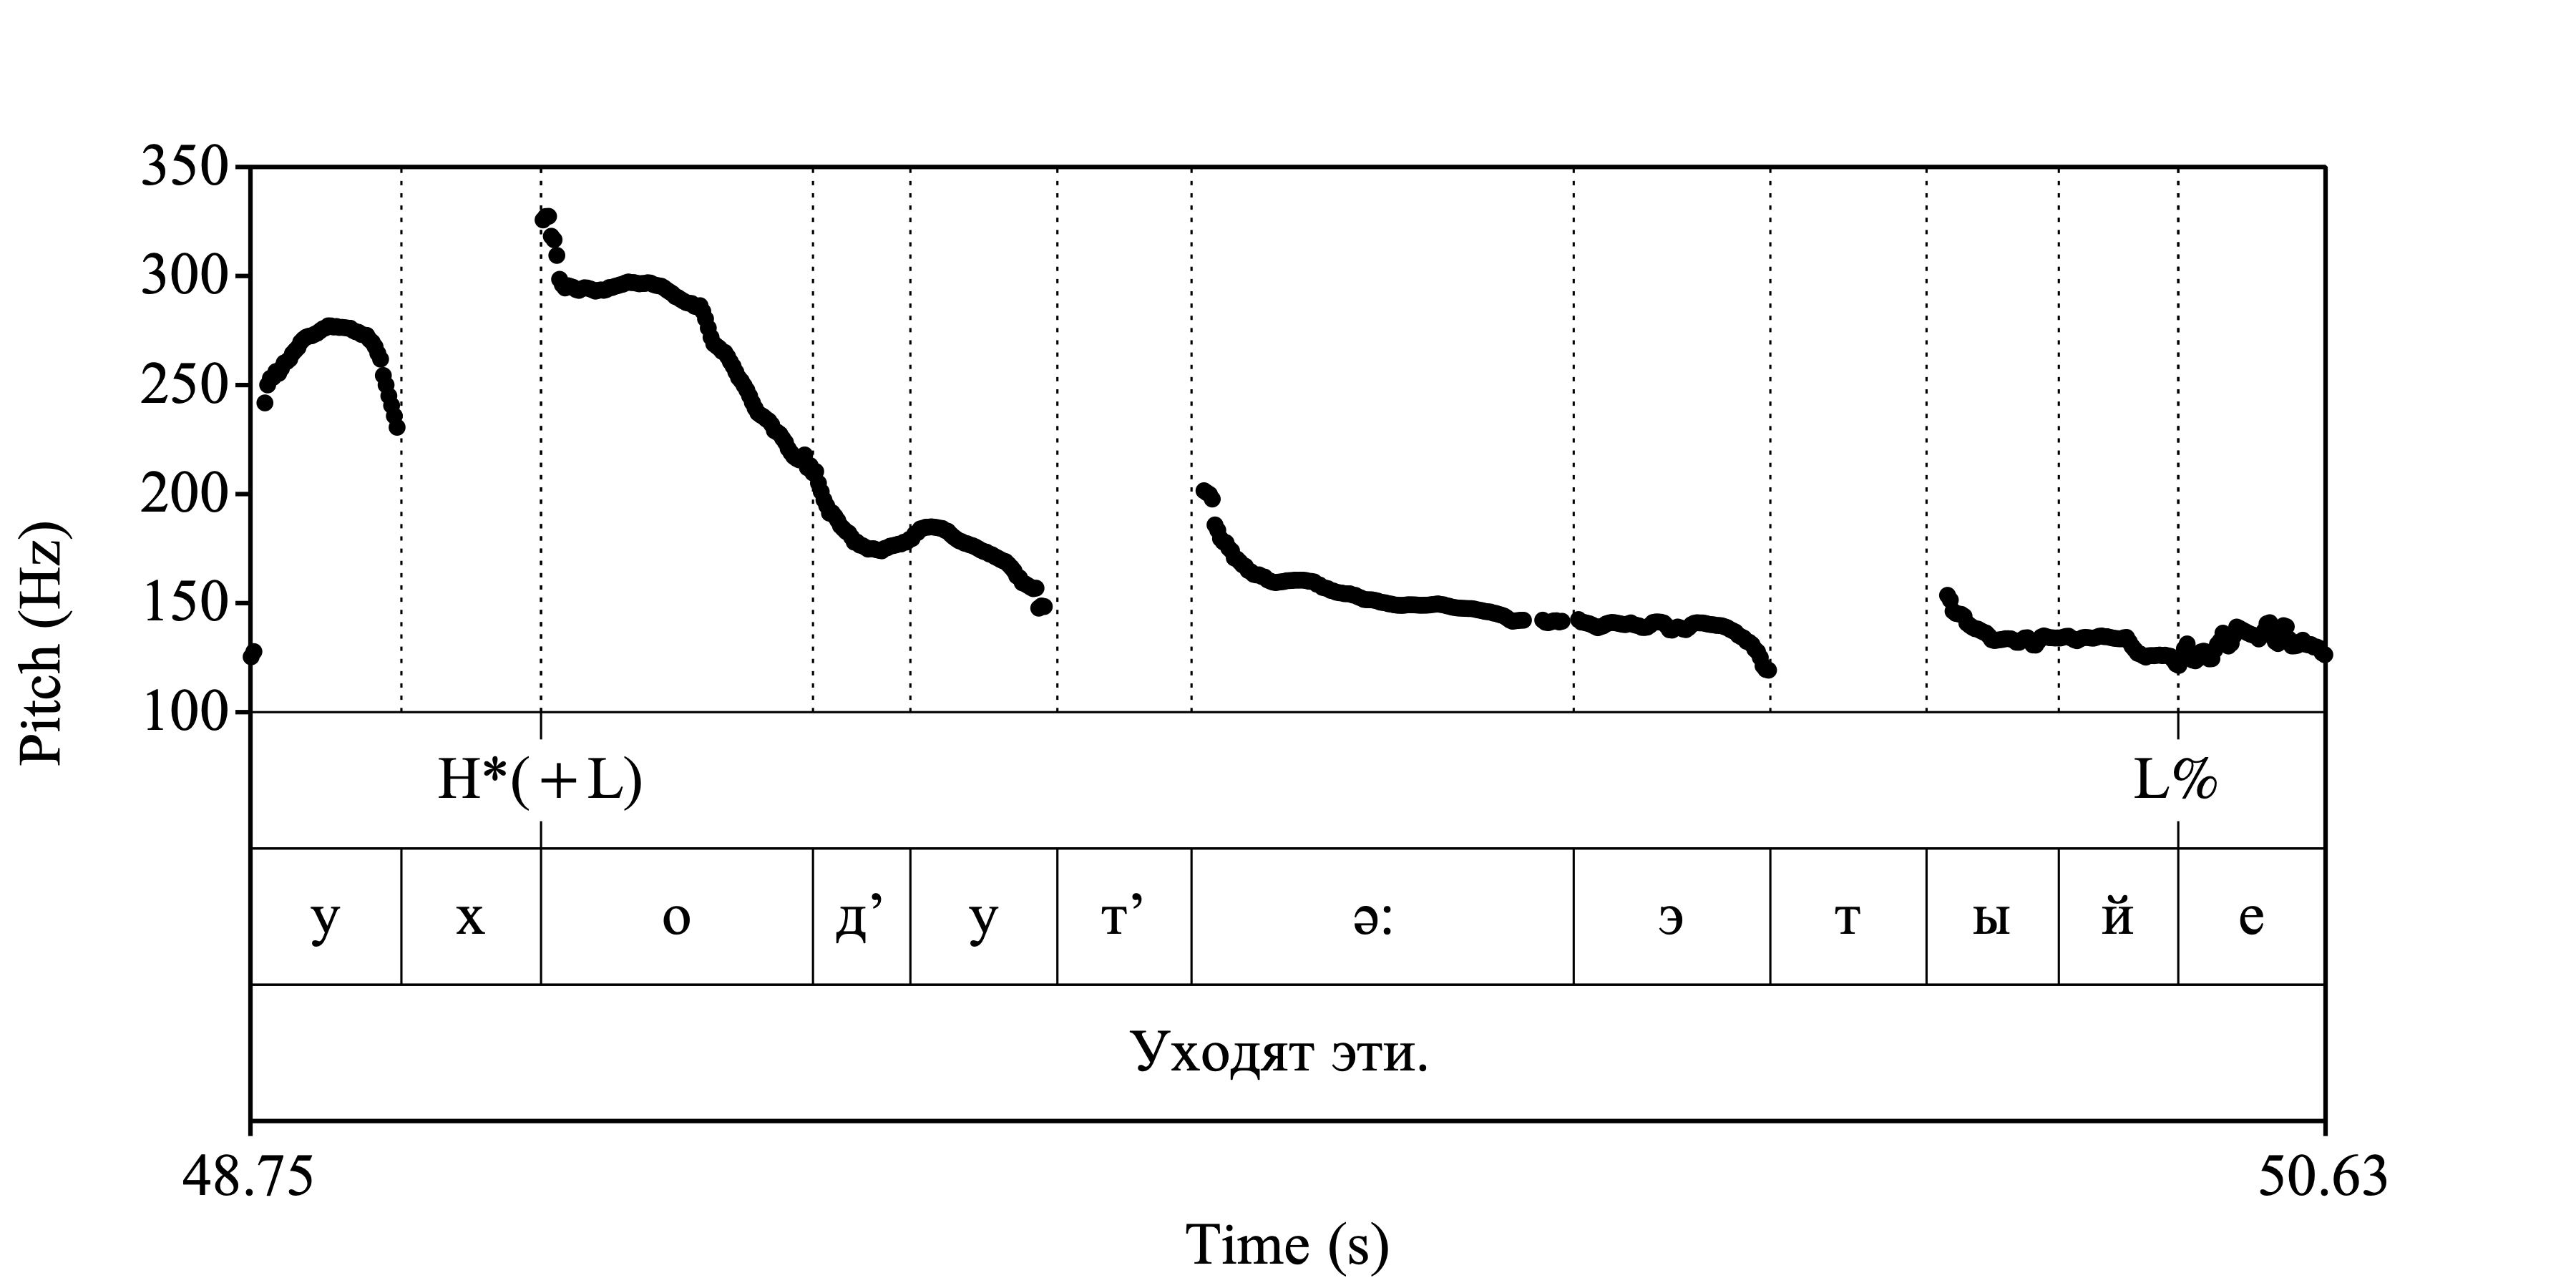 350
300
250
200
150
100
Pitch (Hz)
H*(+L) L%
у х о д’ у т’ ə: э т ы й е
Уходят эти.
48.75 50.63
Time (s)